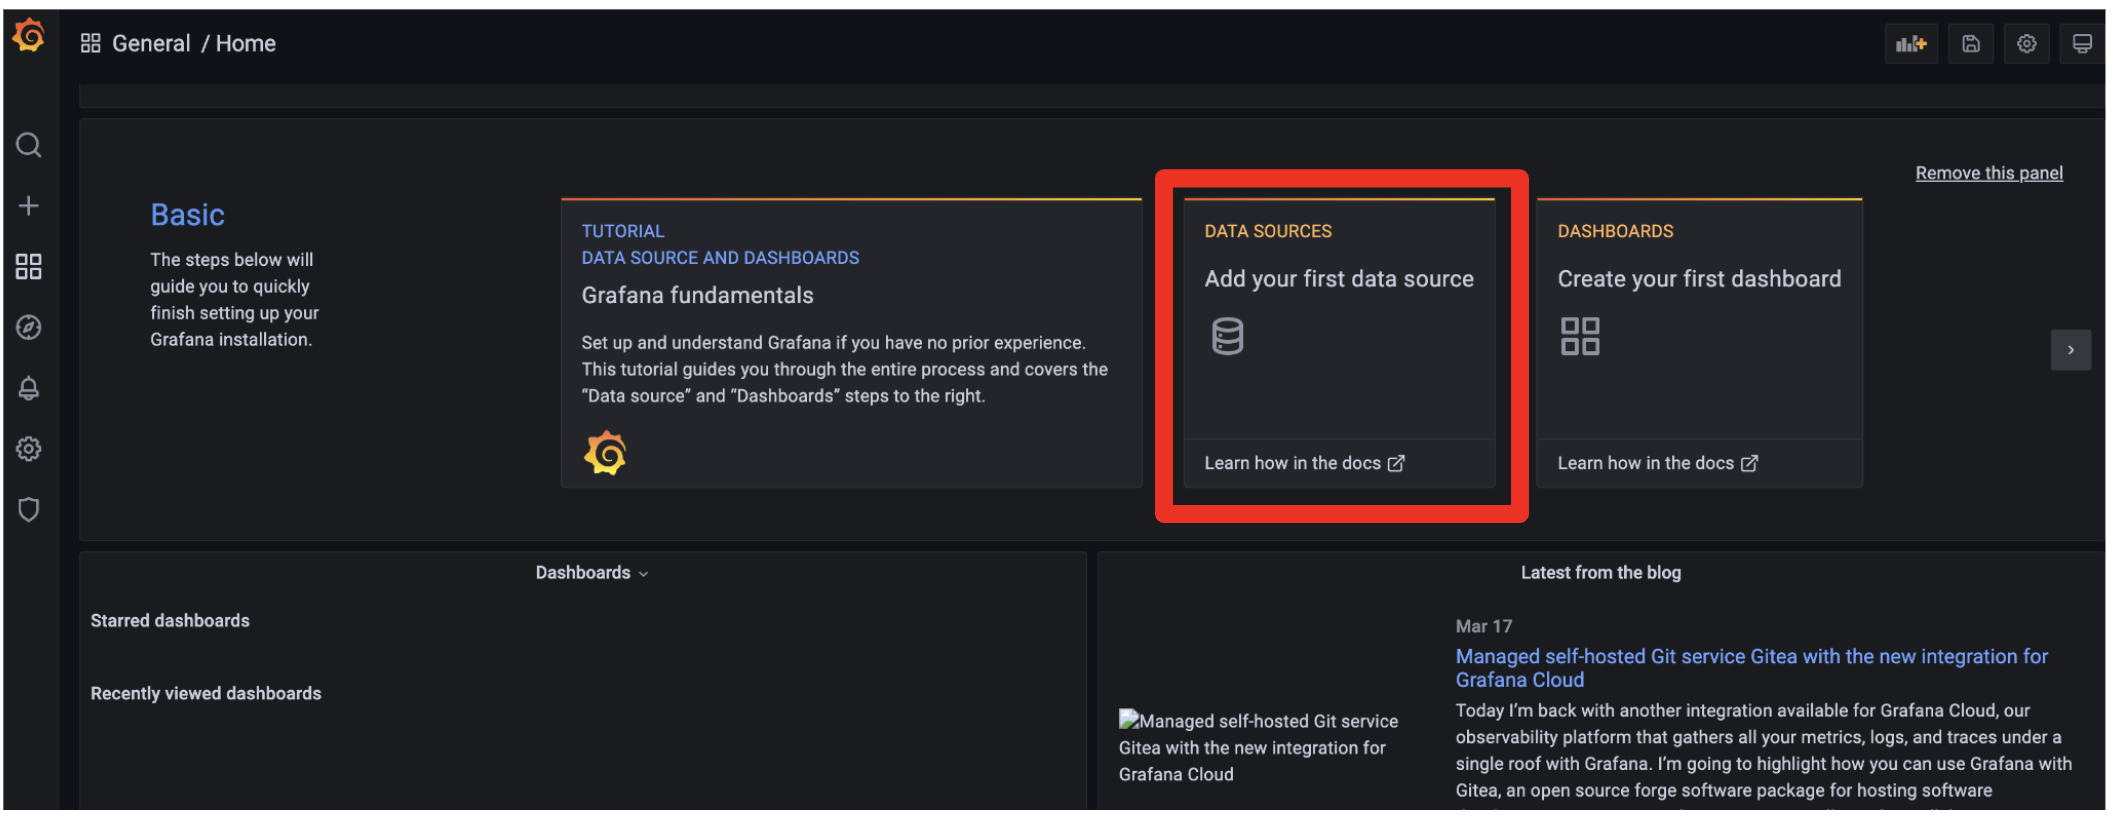 General / Home
Remove this panel
Basic
The steps below will
guide you to quickly
finish setting up your
Grafana installation.
TUTORIAL
DATA SOURCE AND DASHBOARDS
Grafana fundamentals
Set up and understand Grafana if you have no prior experience.
This tutorial guides you through the entire process and covers the
“Data source” and “Dashboards” steps to the right.
DATA SOURCES
Add your first data source
Learn how in the docs
DASHBOARDS
Create your first dashboard
Learn how in the docs
Dashboards
Starred dashboards
Recently viewed dashboards
Latest from the blog
Managed self-hosted Git service
Gitea with the new integration for
Grafana Cloud
Mar 17
Managed self-hosted Git service Gitea with the new integration for
Grafana Cloud
Today I’m back with another integration available for Grafana Cloud, our
observability platform that gathers all your metrics, logs, and traces under a
single roof with Grafana. I’m going to highlight how you can use Grafana with
Gitea, an open source forge software package for hosting software